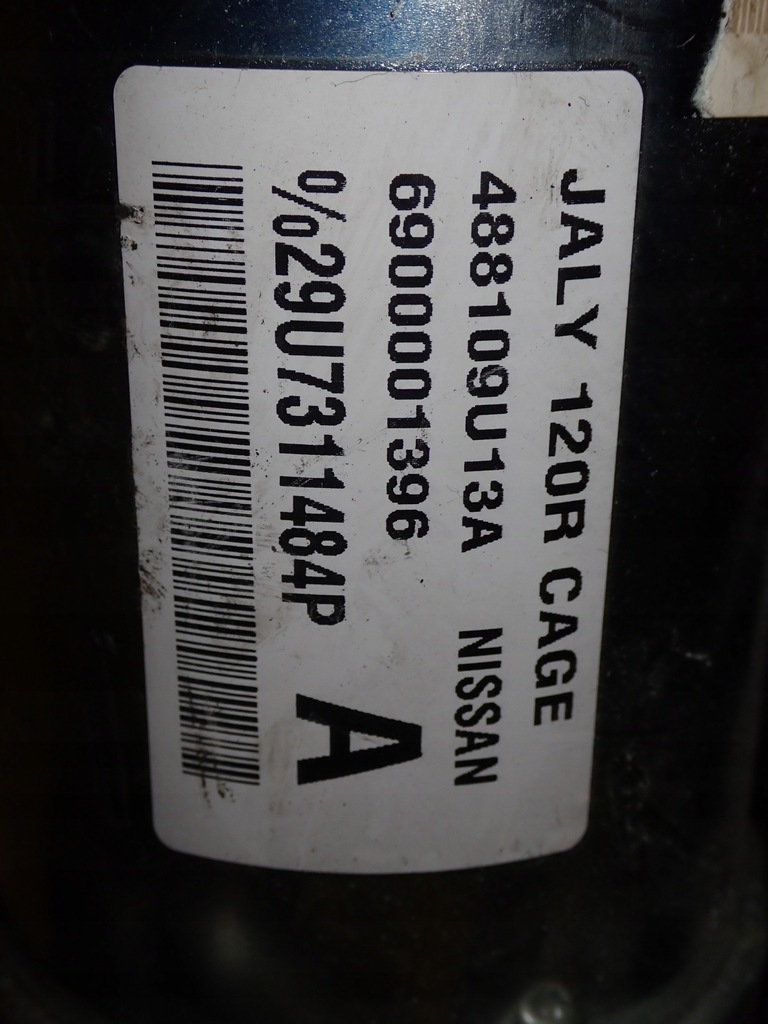 JALY 120R CAGE
488109U13A NISSAN
6900001396
%29U731484P A